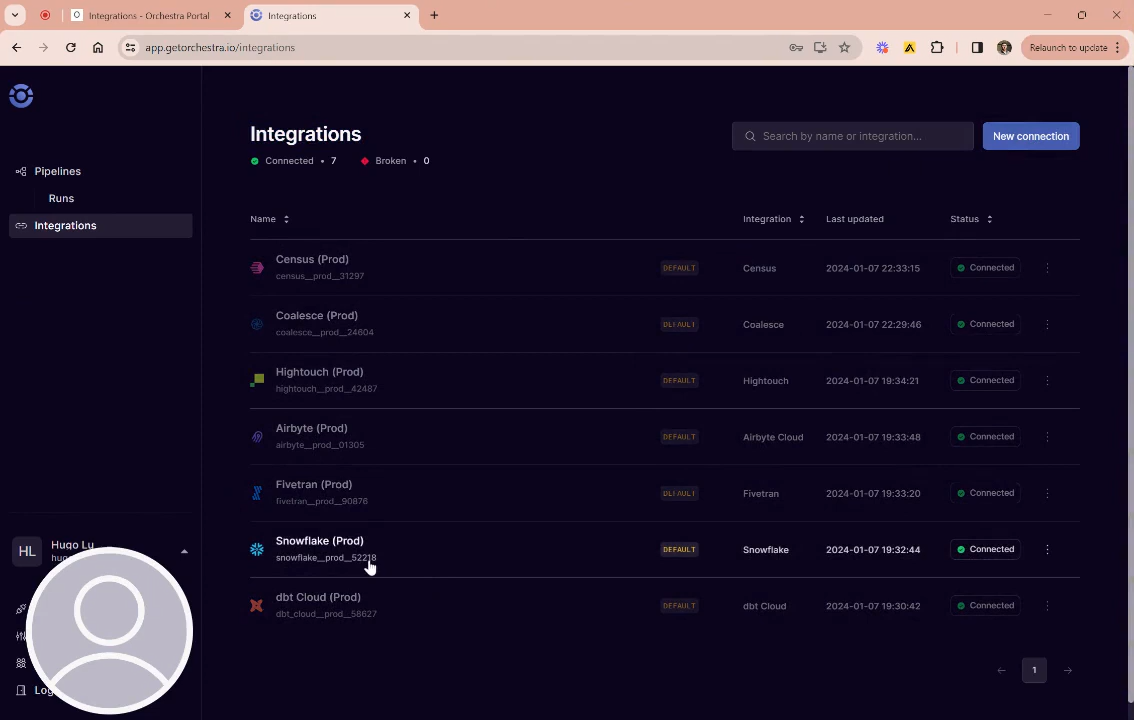 Integrations - Orchestra Portal
Integrations
app.getorchestra.io/integrations
Relaunch to update
Pipelines
Runs
Integrations
Integrations
Connected • 7
Broken • 0
Search by name or integration...
New connection
Name
Integration
Last updated
Status
Census (Prod)
census__prod__31297
DEFAULT
Census
2024-01-07 22:33:15
Connected
Coalesce (Prod)
coalesce__prod__24604
DEFAULT
Coalesce
2024-01-07 22:29:46
Connected
Hightouch (Prod)
hightouch__prod__42487
DEFAULT
Hightouch
2024-01-07 19:34:21
Connected
Airbyte (Prod)
airbyte__prod__01305
DEFAULT
Airbyte Cloud
2024-01-07 19:33:48
Connected
Fivetran (Prod)
fivetran__prod__90876
DEFAULT
Fivetran
2024-01-07 19:33:20
Connected
Snowflake (Prod)
snowflake__prod__52218
DEFAULT
Snowflake
2024-01-07 19:32:44
Connected
dbt Cloud (Prod)
dbt_cloud__prod__58627
DEFAULT
dbt Cloud
2024-01-07 19:30:42
Connected
1
HL
Hugo Lu